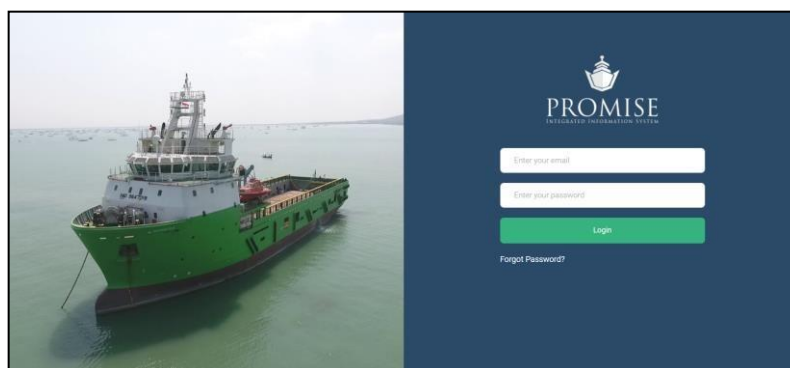 PROMISE
INTEGRATED INFORMATION SYSTEM
Enter your email
Enter your password
Login
Forgot Password?